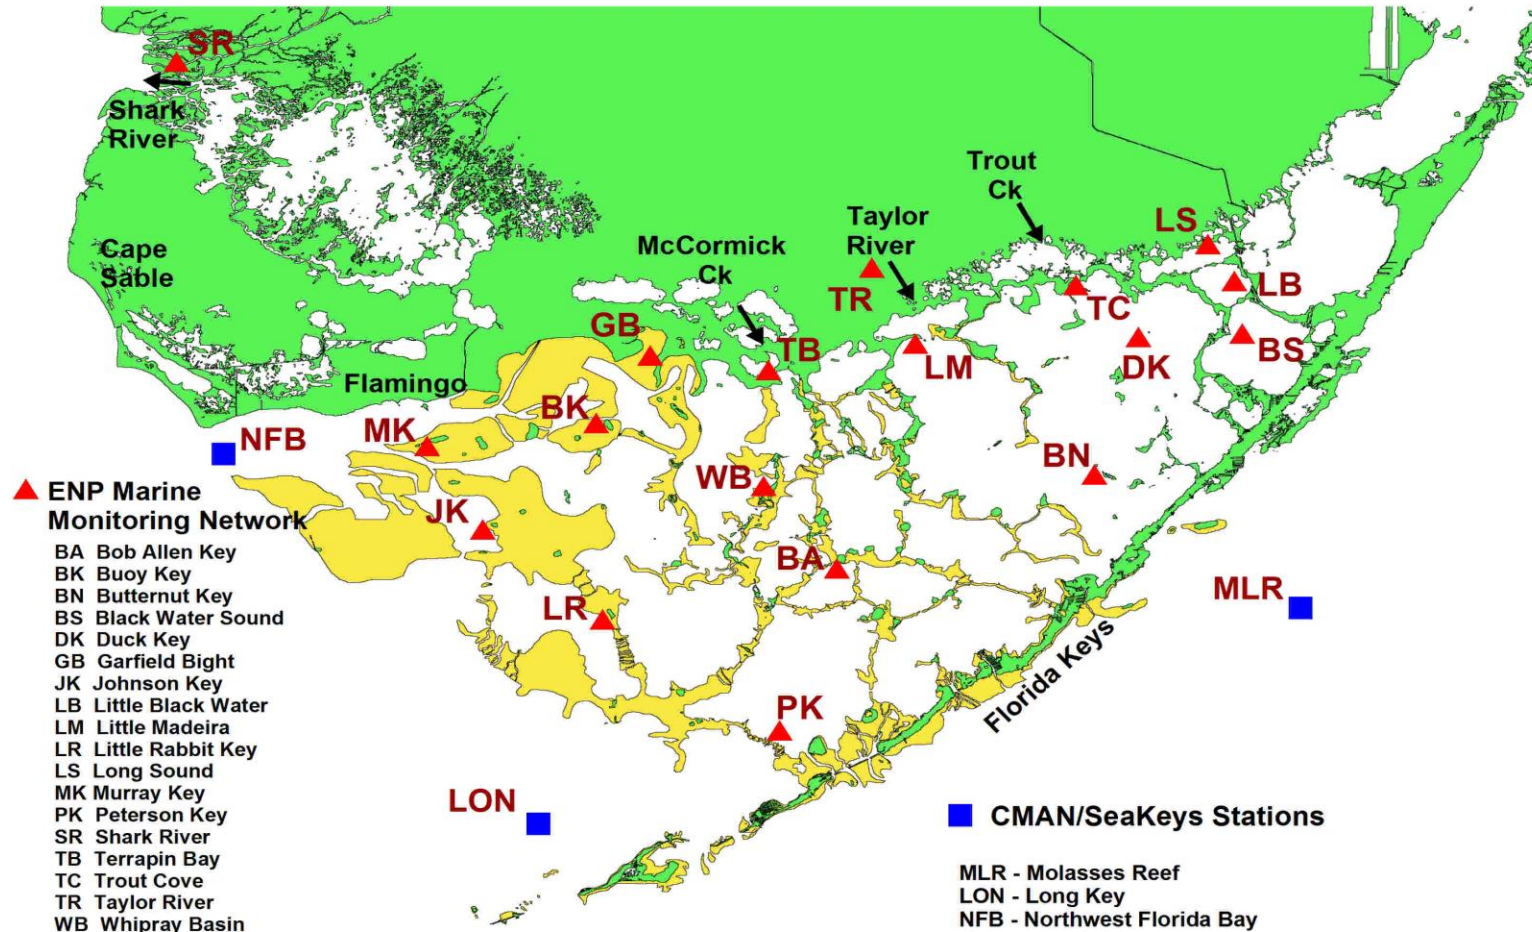 SR
Shark
River
Trout
Ck
Taylor
River
LS
McCormick
Ck
Cape
Sable
TR
LB
TC
GB
TB
LM
DK
BS
Flamingo
BK
MK
NFB
BN
WB
JK
BA
LR
MLR
Florida Keys
PK
LON
ENP Marine
Monitoring Network
BA Bob Allen Key
BK Buoy Key
BN Butternut Key
BS Black Water Sound
DK Duck Key
GB Garfield Bight
JK Johnson Key
LB Little Black Water
LM Little Madeira
LR Little Rabbit Key
LS Long Sound
MK Murray Key
PK Peterson Key
SR Shark River
TB Terrapin Bay
TC Trout Cove
TR Taylor River
WB Whipray Basin
CMAN/SeaKeys Stations
MLR - Molasses Reef
LON - Long Key
NFB - Northwest Florida Bay